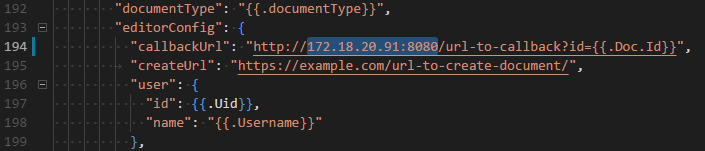 192 "documentType": "{{.documentType}}",
193 "editorConfig": {
194 "callbackUrl": "http://172.18.20.91:8080/url-to-callback?id={{.Doc.Id}}",
195 "createUrl": "https://example.com/url-to-create-document/",
196 "user": {
197 "id": {{.Uid}},
198 "name": "{{.Username}}"
199 },